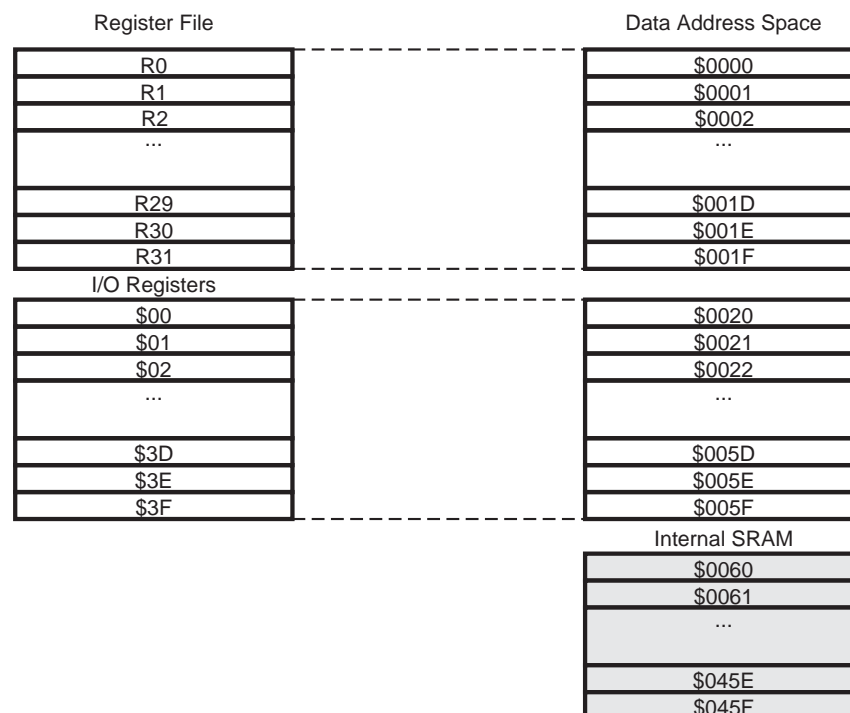 Register File Data Address Space
R0 $0000
R1 $0001
R2 $0002
... ...
R29 $001D
R30 $001E
R31 $001F
I/O Registers
$00 $0020
$01 $0021
$02 $0022
... ...
$3D $005D
$3E $005E
$3F $005F
Internal SRAM
$0060
$0061
...
$045E
$045F